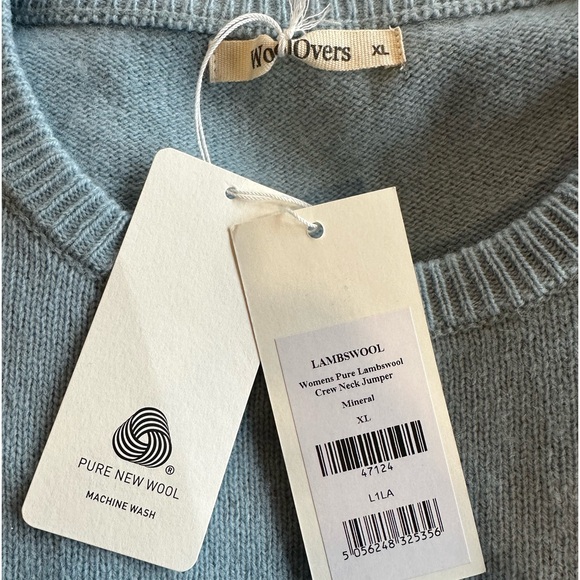 WoolOvers XL
LAMBSWOOL
Womens Pure Lambswool
Crew Neck Jumper
Mineral
XL
47124
L1LA
5 056248 325356
PURE NEW WOOL
®
MACHINE WASH